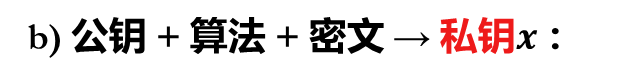 b) 公钥 + 算法 + 密文 → 私钥x：